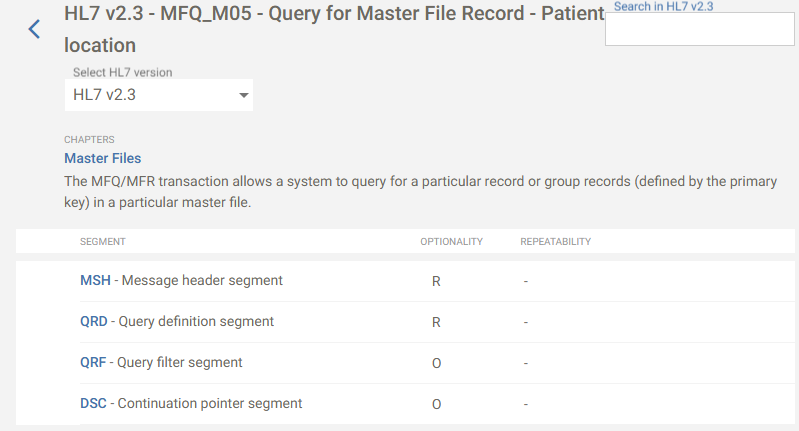 HL7 v2.3 - MFQ_M05 - Query for Master File Record - Patient
location
Search in HL7 v2.3
Select HL7 version
HL7 v2.3
CHAPTERS
Master Files
The MFQ/MFR transaction allows a system to query for a particular record or group records (defined by the primary
key) in a particular master file.
SEGMENT OPTIONALITY REPEATABILITY
MSH - Message header segment R -
QRD - Query definition segment R -
QRF - Query filter segment O -
DSC - Continuation pointer segment O -